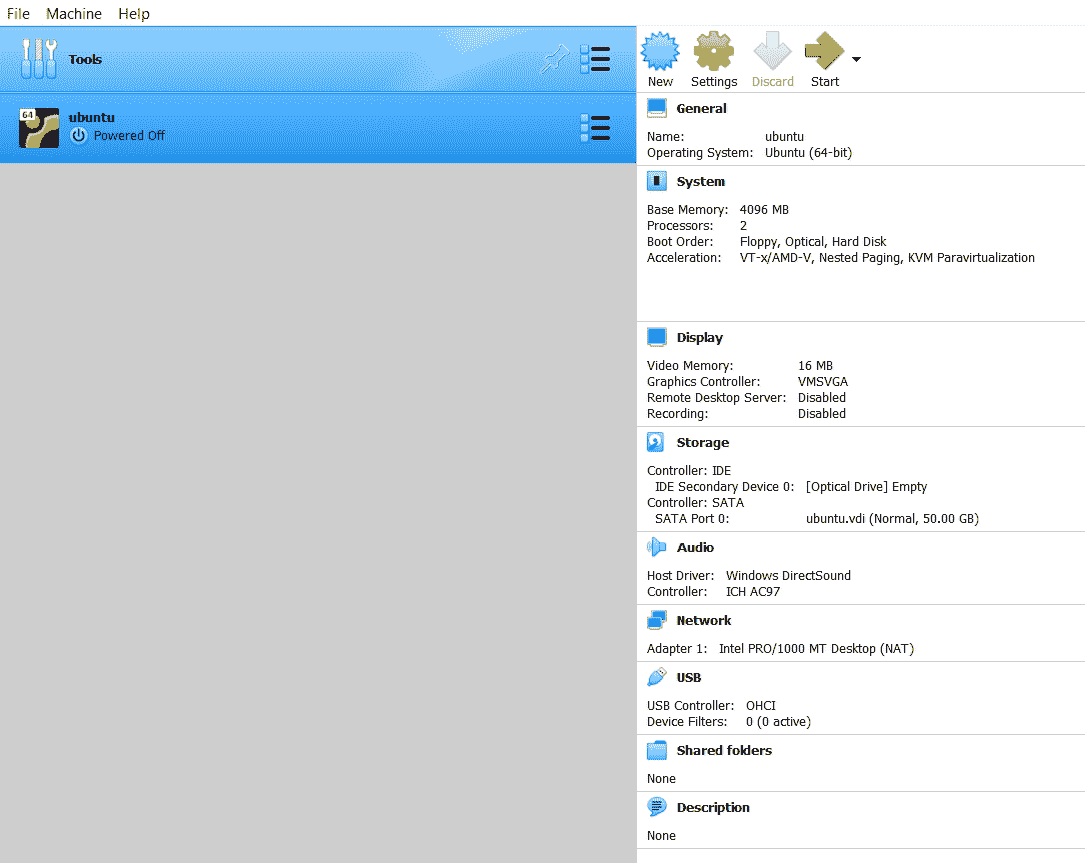 File Machine Help
Tools
64
ubuntu
Powered Off
New Settings Discard Start
General
Name: ubuntu
Operating System: Ubuntu (64-bit)
System
Base Memory: 4096 MB
Processors: 2
Boot Order: Floppy, Optical, Hard Disk
Acceleration: VT-x/AMD-V, Nested Paging, KVM Paravirtualization
Display
Video Memory: 16 MB
Graphics Controller: VMSVGA
Remote Desktop Server: Disabled
Recording: Disabled
Storage
Controller: IDE
IDE Secondary Device 0: [Optical Drive] Empty
Controller: SATA
SATA Port 0: ubuntu.vdi (Normal, 50.00 GB)
Audio
Host Driver: Windows DirectSound
Controller: ICH AC97
Network
Adapter 1: Intel PRO/1000 MT Desktop (NAT)
USB
USB Controller: OHCI
Device Filters: 0 (0 active)
Shared folders
None
Description
None